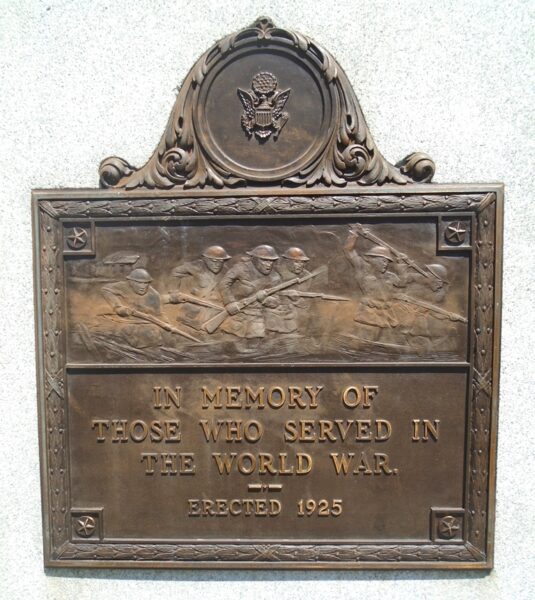 IN MEMORY OF
THOSE WHO SERVED IN
THE WORLD WAR.
ERECTED 1925